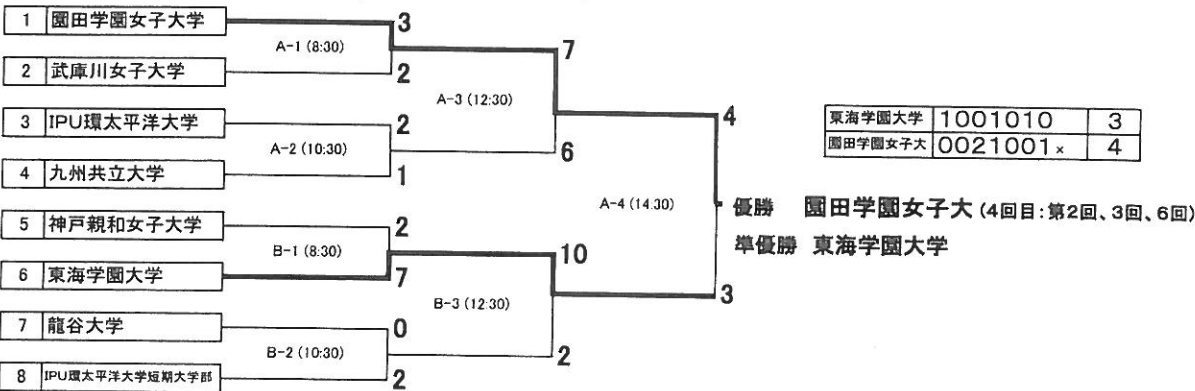 1 園田学園女子大学 3
A-1 (8:30) 7
2 武庫川女子大学 2
A-3 (12:30)
3 IPU環太平洋大学 2 4
A-2 (10:30) 6
4 九州共立大学 1
A-4 (14:30)
5 神戸親和女子大学 2
B-1 (8:30) 10
6 東海学園大学 7
B-3 (12:30) 3
7 龍谷大学 0
B-2 (10:30) 2
8 IPU環太平洋大学短期大学部 2
東海学園大学 1001010 3
園田学園女子大 0021001× 4
優勝 園田学園女子大 (4回目:第2回、3回、6回)
準優勝 東海学園大学